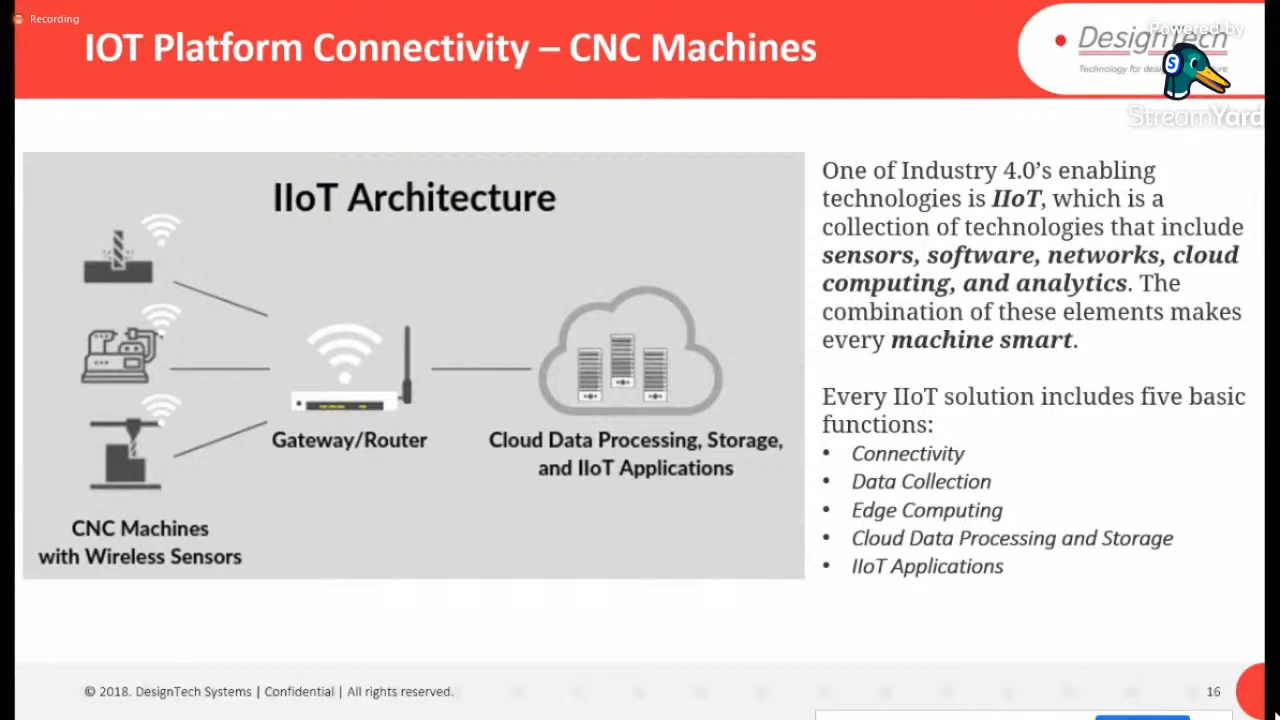 Recording
IOT Platform Connectivity – CNC Machines
DesignTech
Powered by
Technology for
StreamYard
IIoT Architecture
Gateway/Router
Cloud Data Processing, Storage,
and IIoT Applications
CNC Machines
with Wireless Sensors
One of Industry 4.0’s enabling
technologies is IIoT, which is a
collection of technologies that include
sensors, software, networks, cloud
computing, and analytics. The
combination of these elements makes
every machine smart.
Every IIoT solution includes five basic
functions:
• Connectivity
• Data Collection
• Edge Computing
• Cloud Data Processing and Storage
• IIoT Applications
© 2018. DesignTech Systems | Confidential | All rights reserved.
16